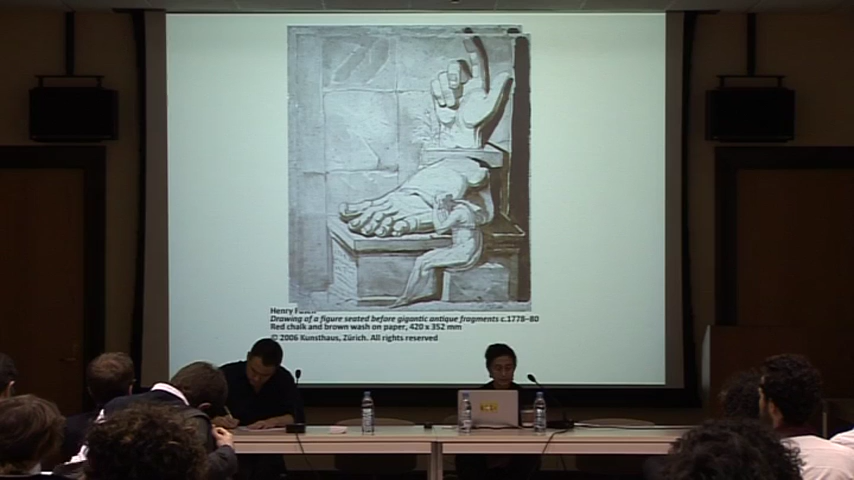 Henry
Drawing of a figure seated before gigantic antique fragments c.1778–80
Red chalk and brown wash on paper, 420 x 352 mm
© 2006 Kunsthaus, Zürich. All rights reserved